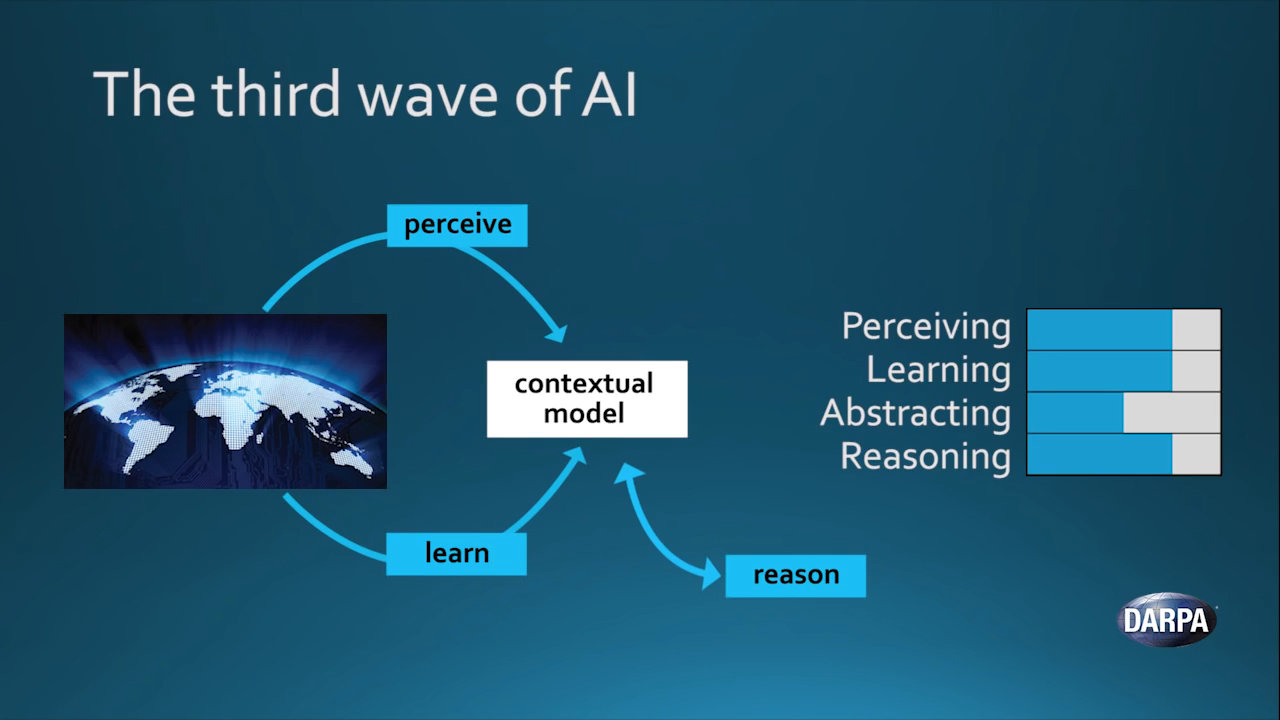 The third wave of AI
perceive
contextual
model
learn
reason
Perceiving
Learning
Abstracting
Reasoning
DARPA